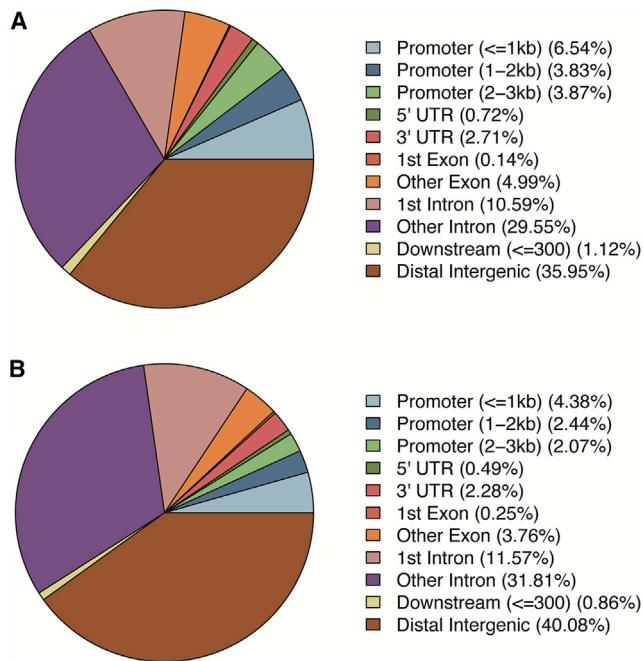 A
Promoter (<=1kb) (6.54%)
Promoter (1−2kb) (3.83%)
Promoter (2−3kb) (3.87%)
5' UTR (0.72%)
3' UTR (2.71%)
1st Exon (0.14%)
Other Exon (4.99%)
1st Intron (10.59%)
Other Intron (29.55%)
Downstream (<=300) (1.12%)
Distal Intergenic (35.95%)
B
Promoter (<=1kb) (4.38%)
Promoter (1−2kb) (2.44%)
Promoter (2−3kb) (2.07%)
5' UTR (0.49%)
3' UTR (2.28%)
1st Exon (0.25%)
Other Exon (3.76%)
1st Intron (11.57%)
Other Intron (31.81%)
Downstream (<=300) (0.86%)
Distal Intergenic (40.08%)